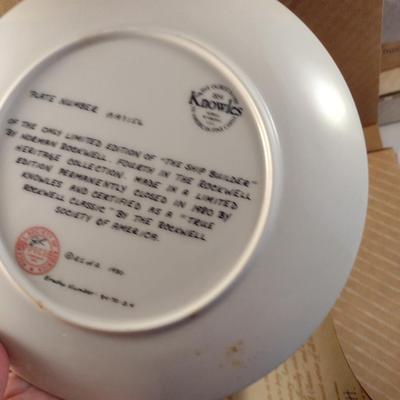 Knowles
PLATE NUMBER
OF THE ONLY LIMITED EDITION OF "THE SHIP BUILDER"
BY NORMAN ROCKWELL. FOURTH IN THE ROCKWELL
HERITAGE COLLECTION. MADE IN A LIMITED
EDITION PERMANENTLY CLOSED IN 1980 BY
KNOWLES AND CERTIFIED AS A "TRUE
ROCKWELL CLASSIC" BY THE ROCKWELL
SOCIETY OF AMERICA.
1980